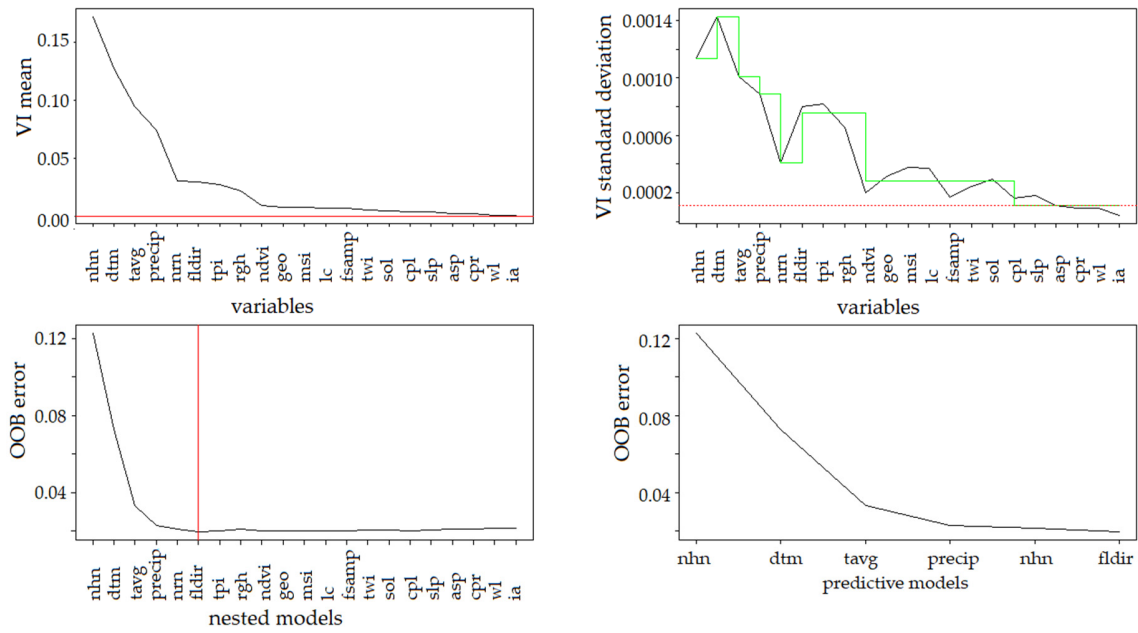 VI mean
0.15
0.10
0.05
0.00
nhn dtm tavg precip nrn fldir tpi rgh ndvi geo msi lc fsamp twi sol cpl slp asp cpr wl ia
variables
VI standard deviation
0.0014
0.0010
0.0006
0.0002
nhn dtm tavg precip nrn fldir tpi rgh ndvi geo msi lc fsamp twi sol cpl slp asp cpr wl ia
variables
OOB error
0.12
0.08
0.04
nhn dtm tavg precip nrn fldir tpi rgh ndvi geo msi lc fsamp twi sol cpl slp asp cpr wl ia
nested models
OOB error
0.12
0.08
0.04
nhn dtm tavg precip nhn fldir
predictive models